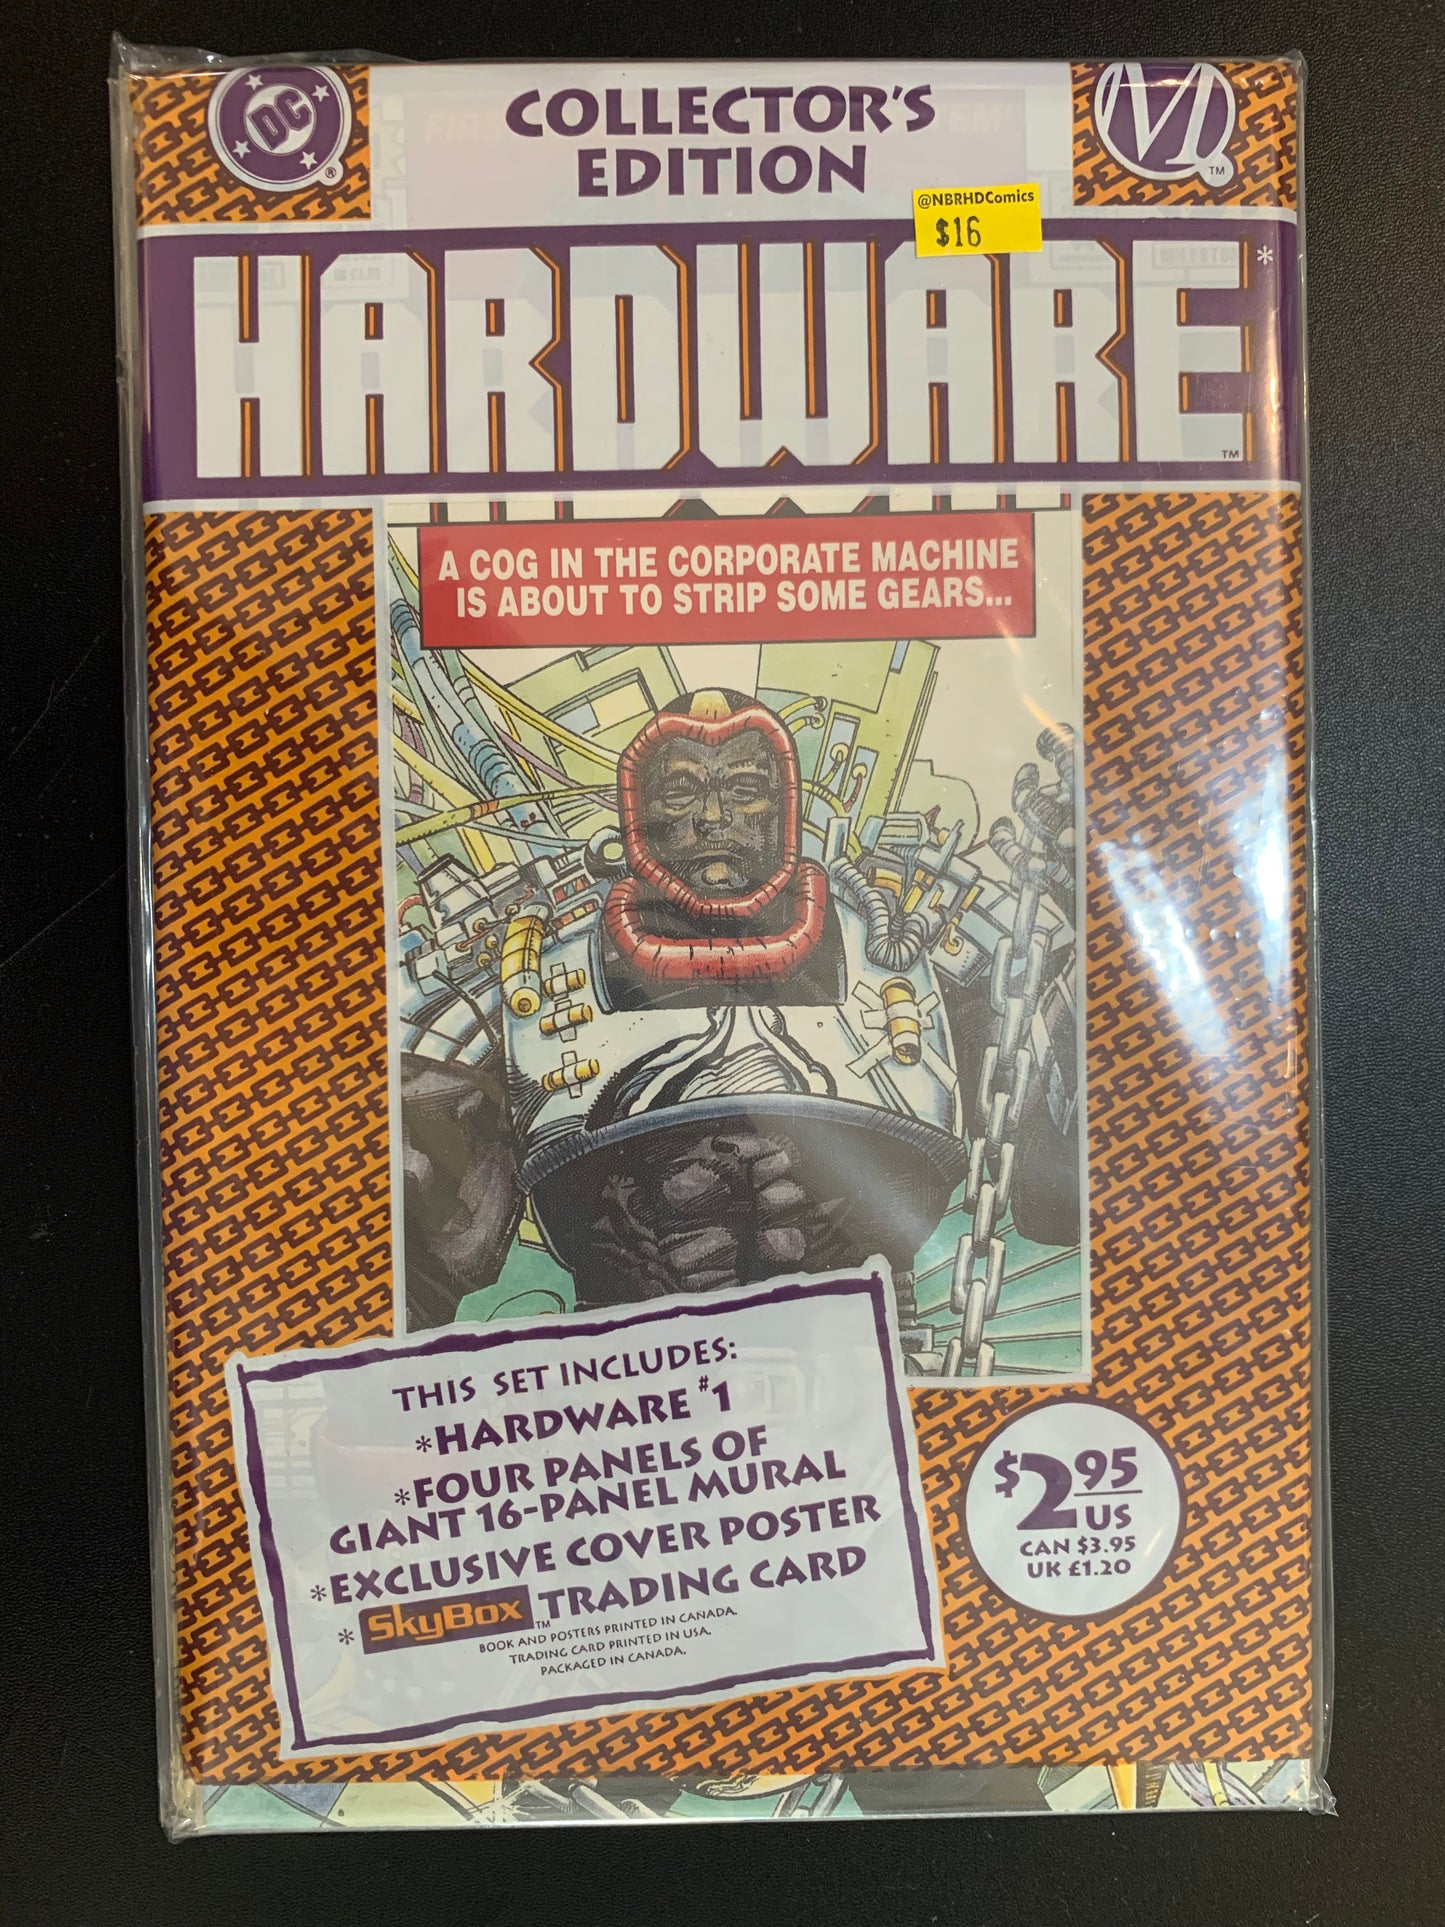 DC
®
COLLECTOR'S
EDITION
M
TM
@NBRHDComics
$16
HARDWARE*
TM
A COG IN THE CORPORATE MACHINE
IS ABOUT TO STRIP SOME GEARS...
THIS SET INCLUDES:
*HARDWARE #1
*FOUR PANELS OF
GIANT 16-PANEL MURAL
*EXCLUSIVE COVER POSTER
*SkyBox™ TRADING CARD
BOOK AND POSTERS PRINTED IN CANADA.
TRADING CARD PRINTED IN USA.
PACKAGED IN CANADA.
$2.95
US
CAN $3.95
UK £1.20